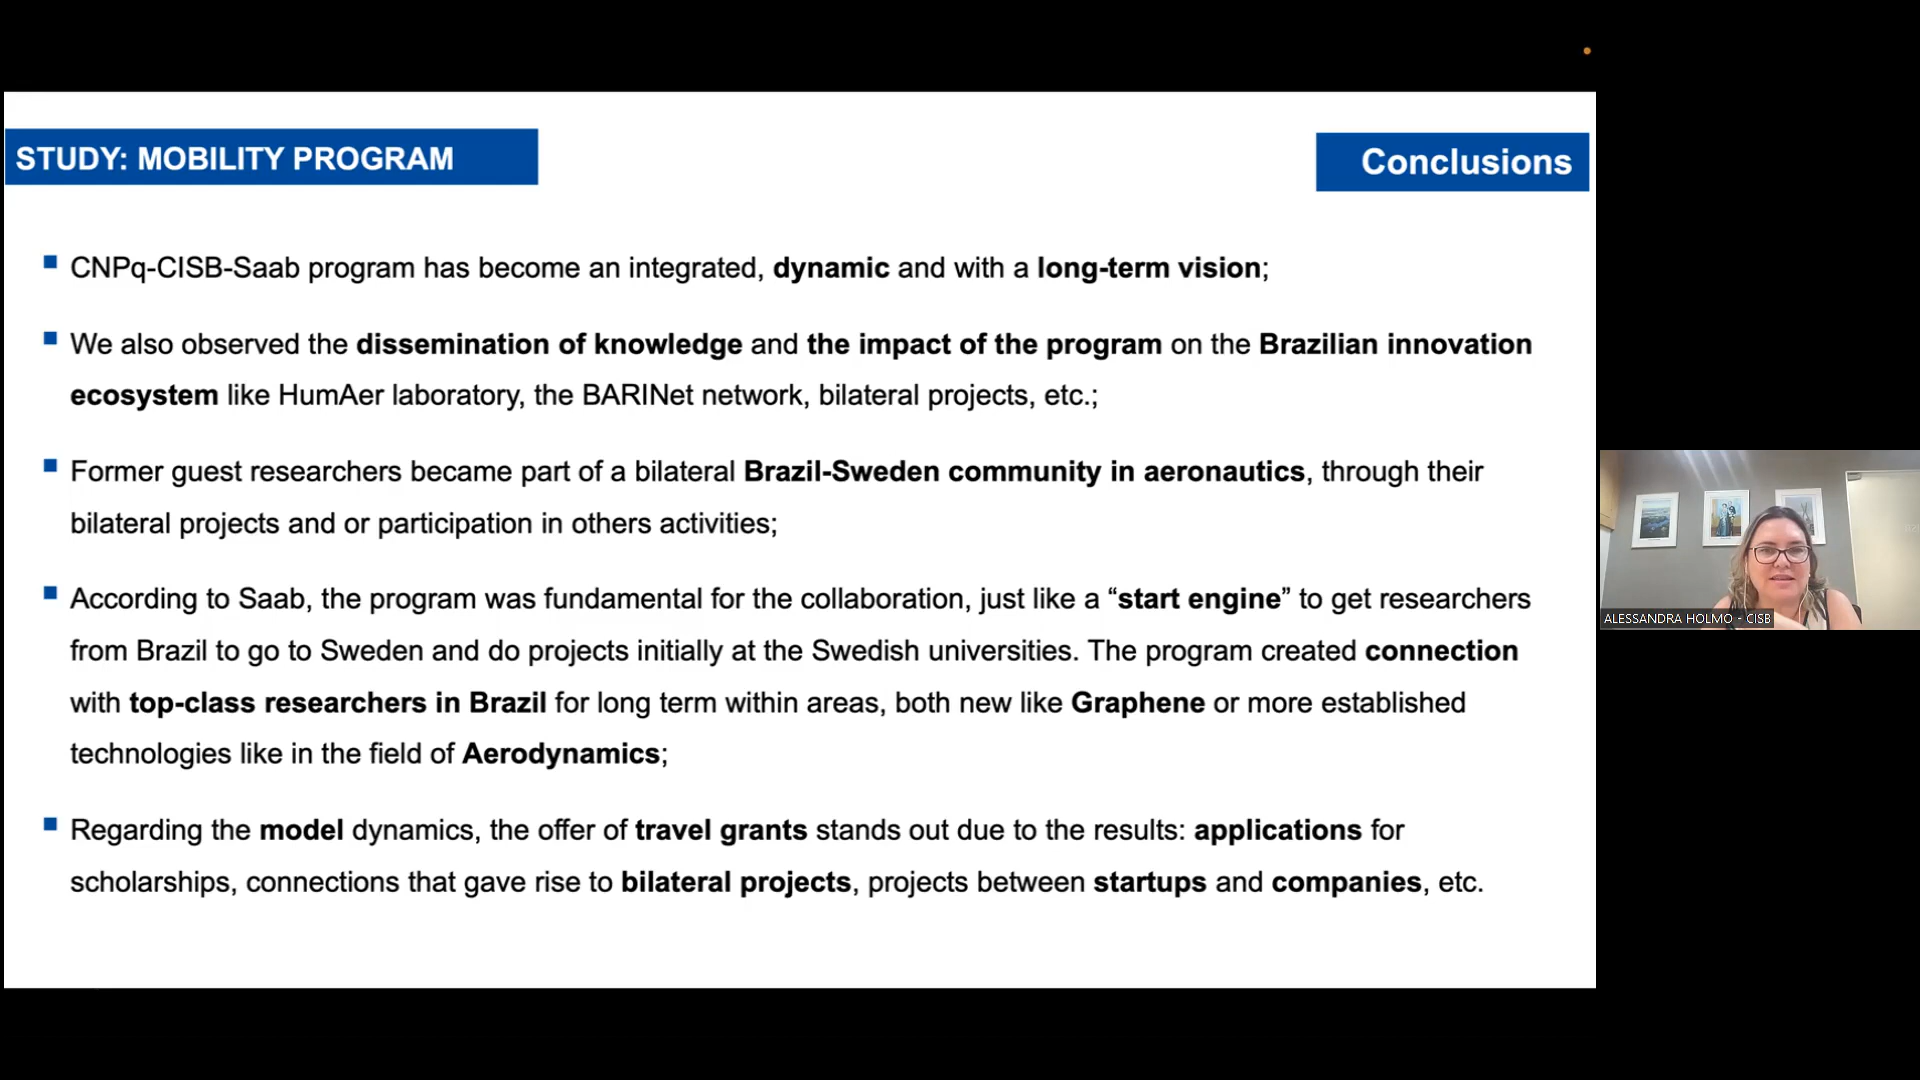 STUDY: MOBILITY PROGRAM
Conclusions
CNPq-CISB-Saab program has become an integrated, dynamic and with a long-term vision;
We also observed the dissemination of knowledge and the impact of the program on the Brazilian innovation
ecosystem like HumAer laboratory, the BARINet network, bilateral projects, etc.;
Former guest researchers became part of a bilateral Brazil-Sweden community in aeronautics, through their
bilateral projects and or participation in others activities;
According to Saab, the program was fundamental for the collaboration, just like a “start engine” to get researchers
from Brazil to go to Sweden and do projects initially at the Swedish universities. The program created connection
with top-class researchers in Brazil for long term within areas, both new like Graphene or more established
technologies like in the field of Aerodynamics;
Regarding the model dynamics, the offer of travel grants stands out due to the results: applications for
scholarships, connections that gave rise to bilateral projects, projects between startups and companies, etc.
ALESSANDRA HOLMO - CISB